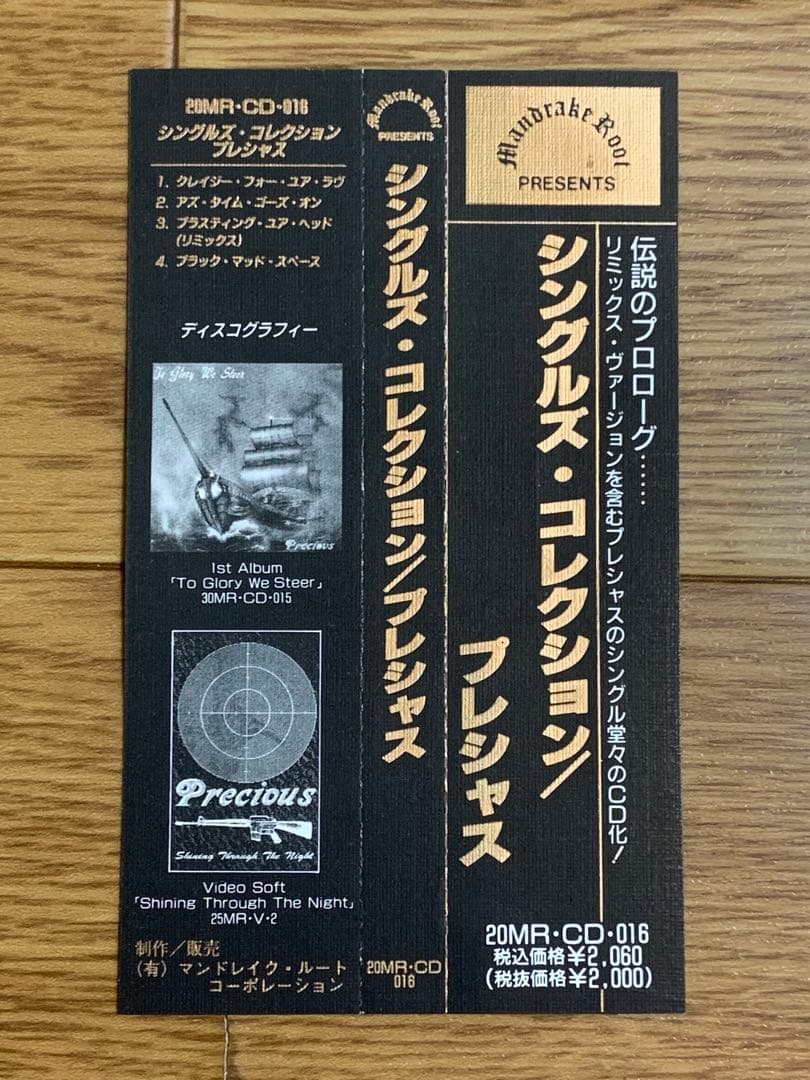 20MR・CD・016
シングルズ・コレクション
プレシャス
1. クレイジー・フォー・ユア・ラヴ
2. アズ・タイム・ゴーズ・オン
3. ブラスティング・ユア・ヘッド
(リミックス)
4. ブラック・マッド・スペース
ディスコグラフィー
To Glory We Steer
Precious
1st Album
「To Glory We Steer」
30MR・CD・015
Precious
Shining Through The Night
Video Soft
「Shining Through The Night」
25MR・V・2
制作／販売
(有) マンドレイク・ルート
コーポレーション
Mandrake Root
PRESENTS
シングルズ・コレクション/プレシャス
20MR・CD
016
Mandrake Root
PRESENTS
伝説のプロローグ……
リミックス・ヴァージョンを含むプレシャスのシングル堂々のCD化!
シングルズ・コレクション/
プレシャス
20MR・CD・016
税込価格¥2,060
(税抜価格¥2,000)